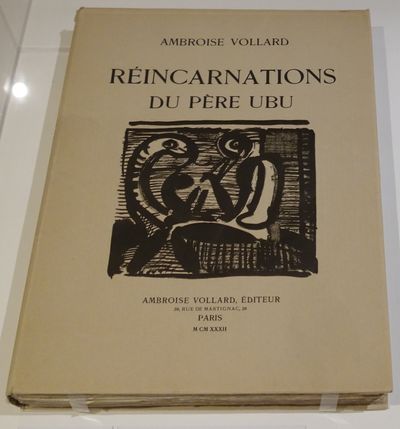 AMBROISE VOLLARD
RÉINCARNATIONS
DU PÈRE UBU
AMBROISE VOLLARD, ÉDITEUR
28, RUE DE MARTIGNAC, 28
PARIS
M CM XXXII